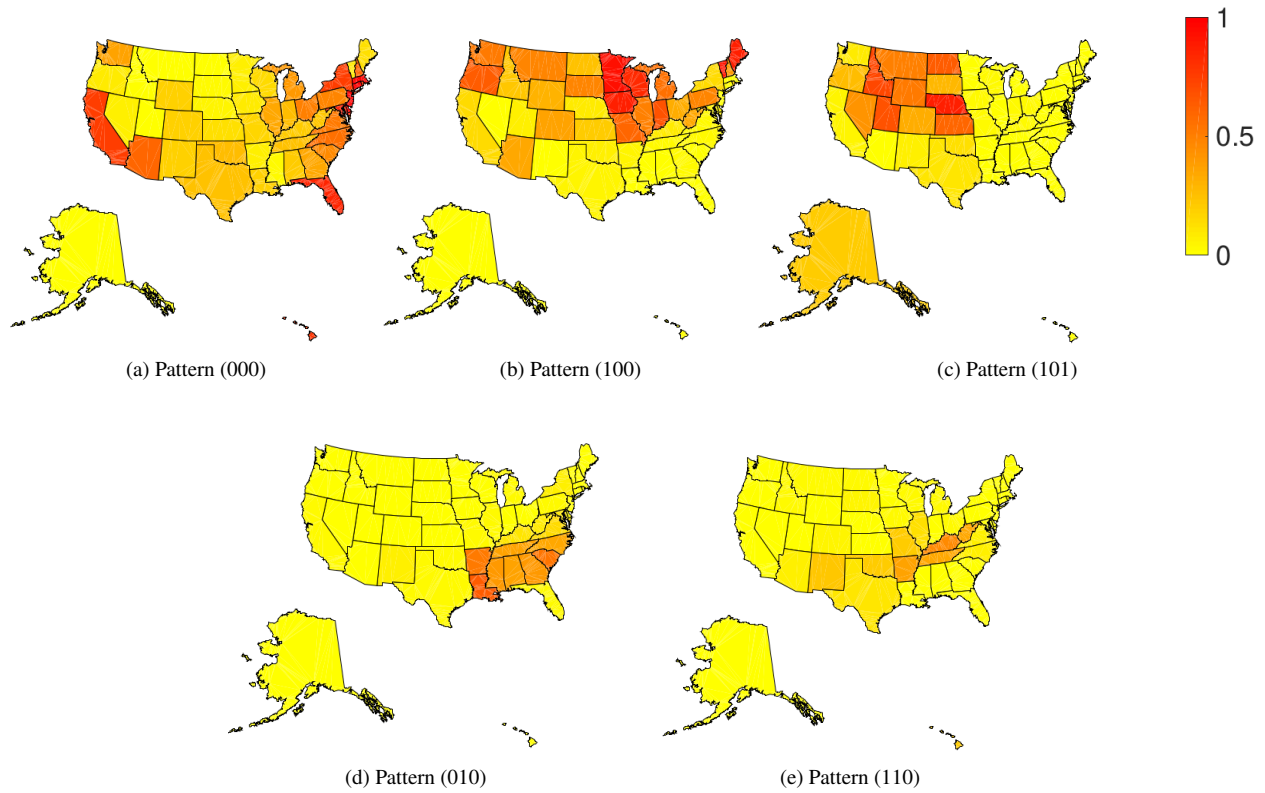 1
0.5
0
(a) Pattern (000)
(b) Pattern (100)
(c) Pattern (101)
(d) Pattern (010)
(e) Pattern (110)